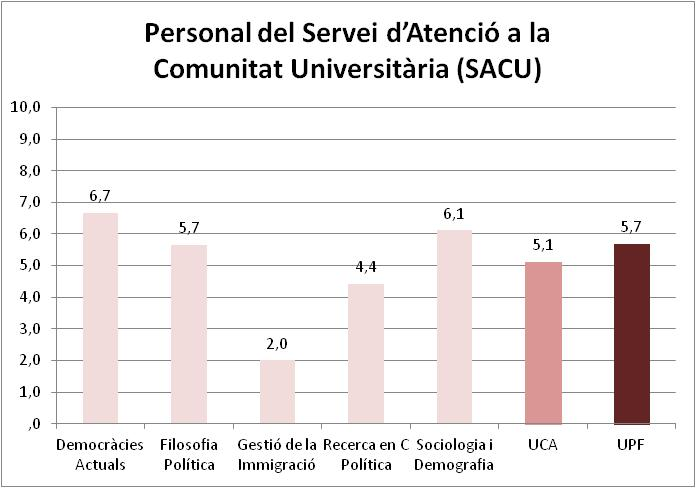 Personal del Servei d'Atenció a la
Comunitat Universitària (SACU)
10,0
9,0
8,0
7,0
6,0
5,0
4,0
3,0
2,0
1,0
,0
6,7
5,7
2,0
4,4
6,1
5,1
5,7
Democràcies
Actuals
Filosofia
Política
Gestió de la
Immigració
Recerca en C
Política
Sociologia i
Demografia
UCA
UPF